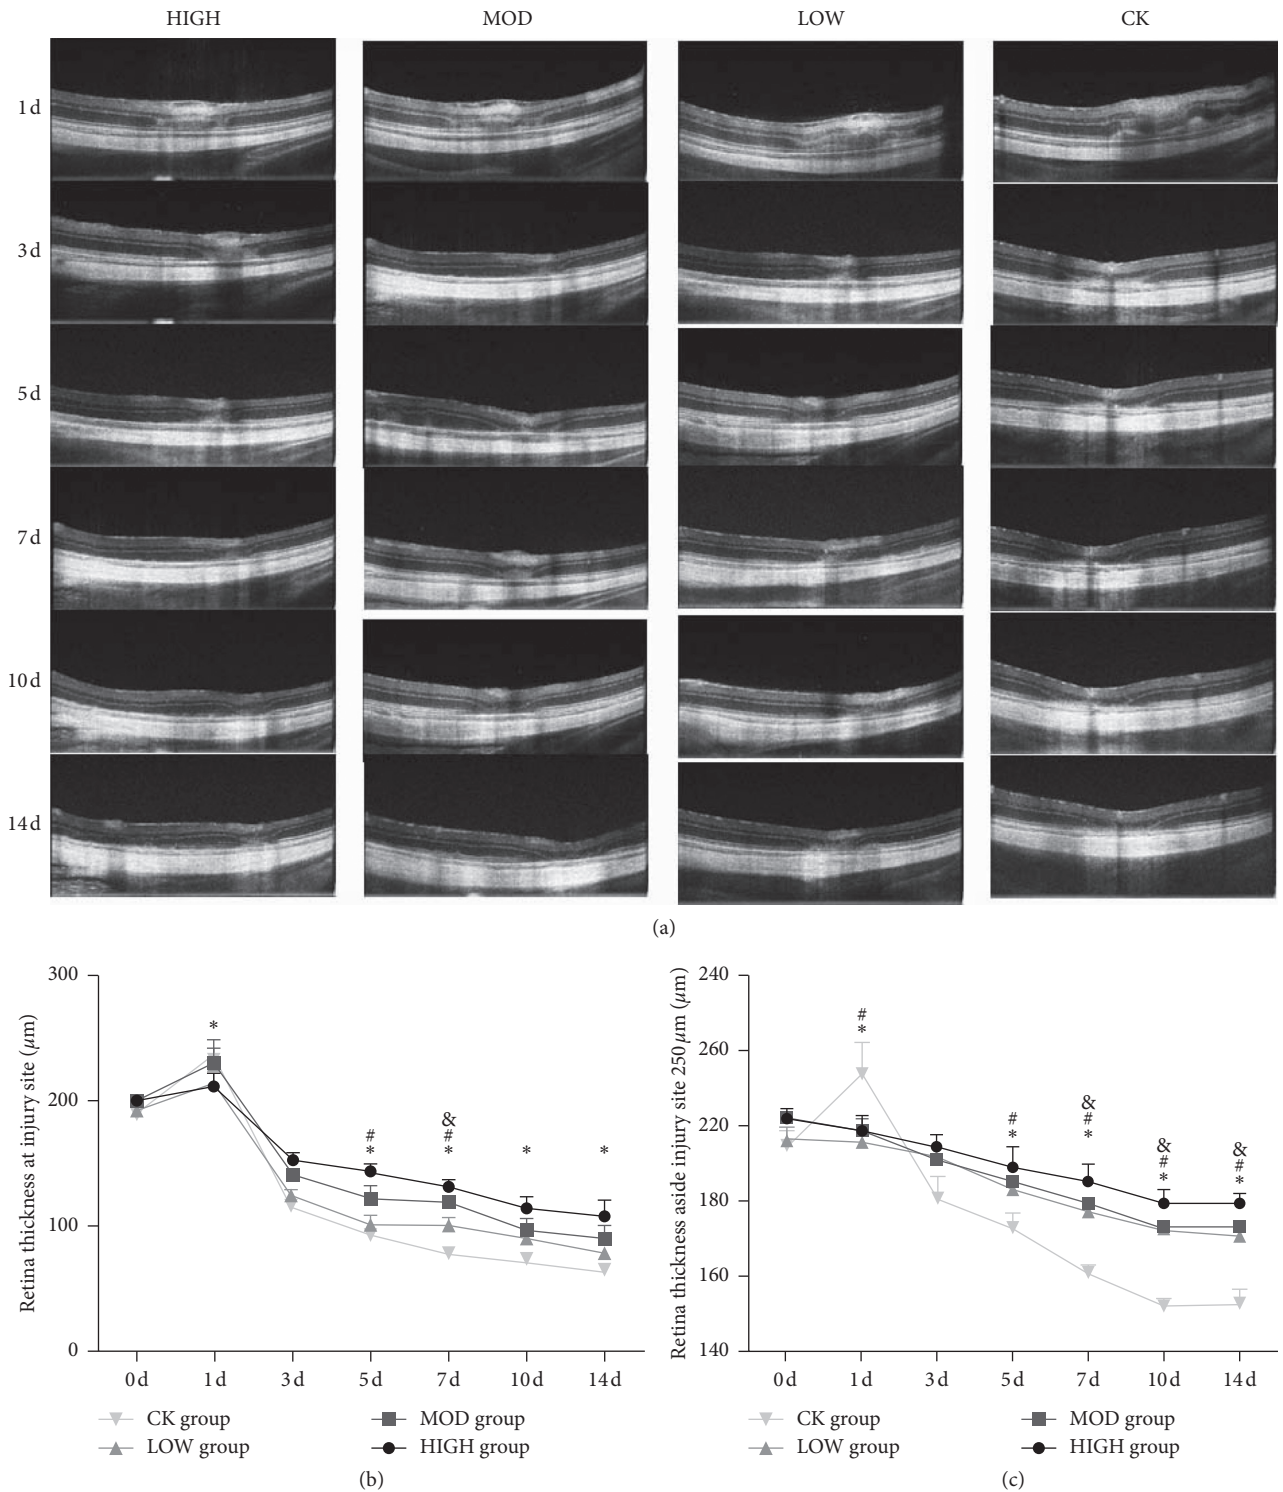 HIGH MOD LOW CK
1 d
3 d
5 d
7 d
10 d
14 d
(a)
Retina thickness at injury site (μm)
300
200
100
0
*
#
*
&
#
*
*
*
0 d 1 d 3 d 5 d 7 d 10 d 14 d
CK group MOD group
LOW group HIGH group
(b)
Retina thickness aside injury site 250 μm (μm)
240
260
220
180
160
140
#
*
#
*
&
#
*
&
#
*
&
#
*
0 d 1 d 3 d 5 d 7 d 10 d 14 d
CK group MOD group
LOW group HIGH group
(c)